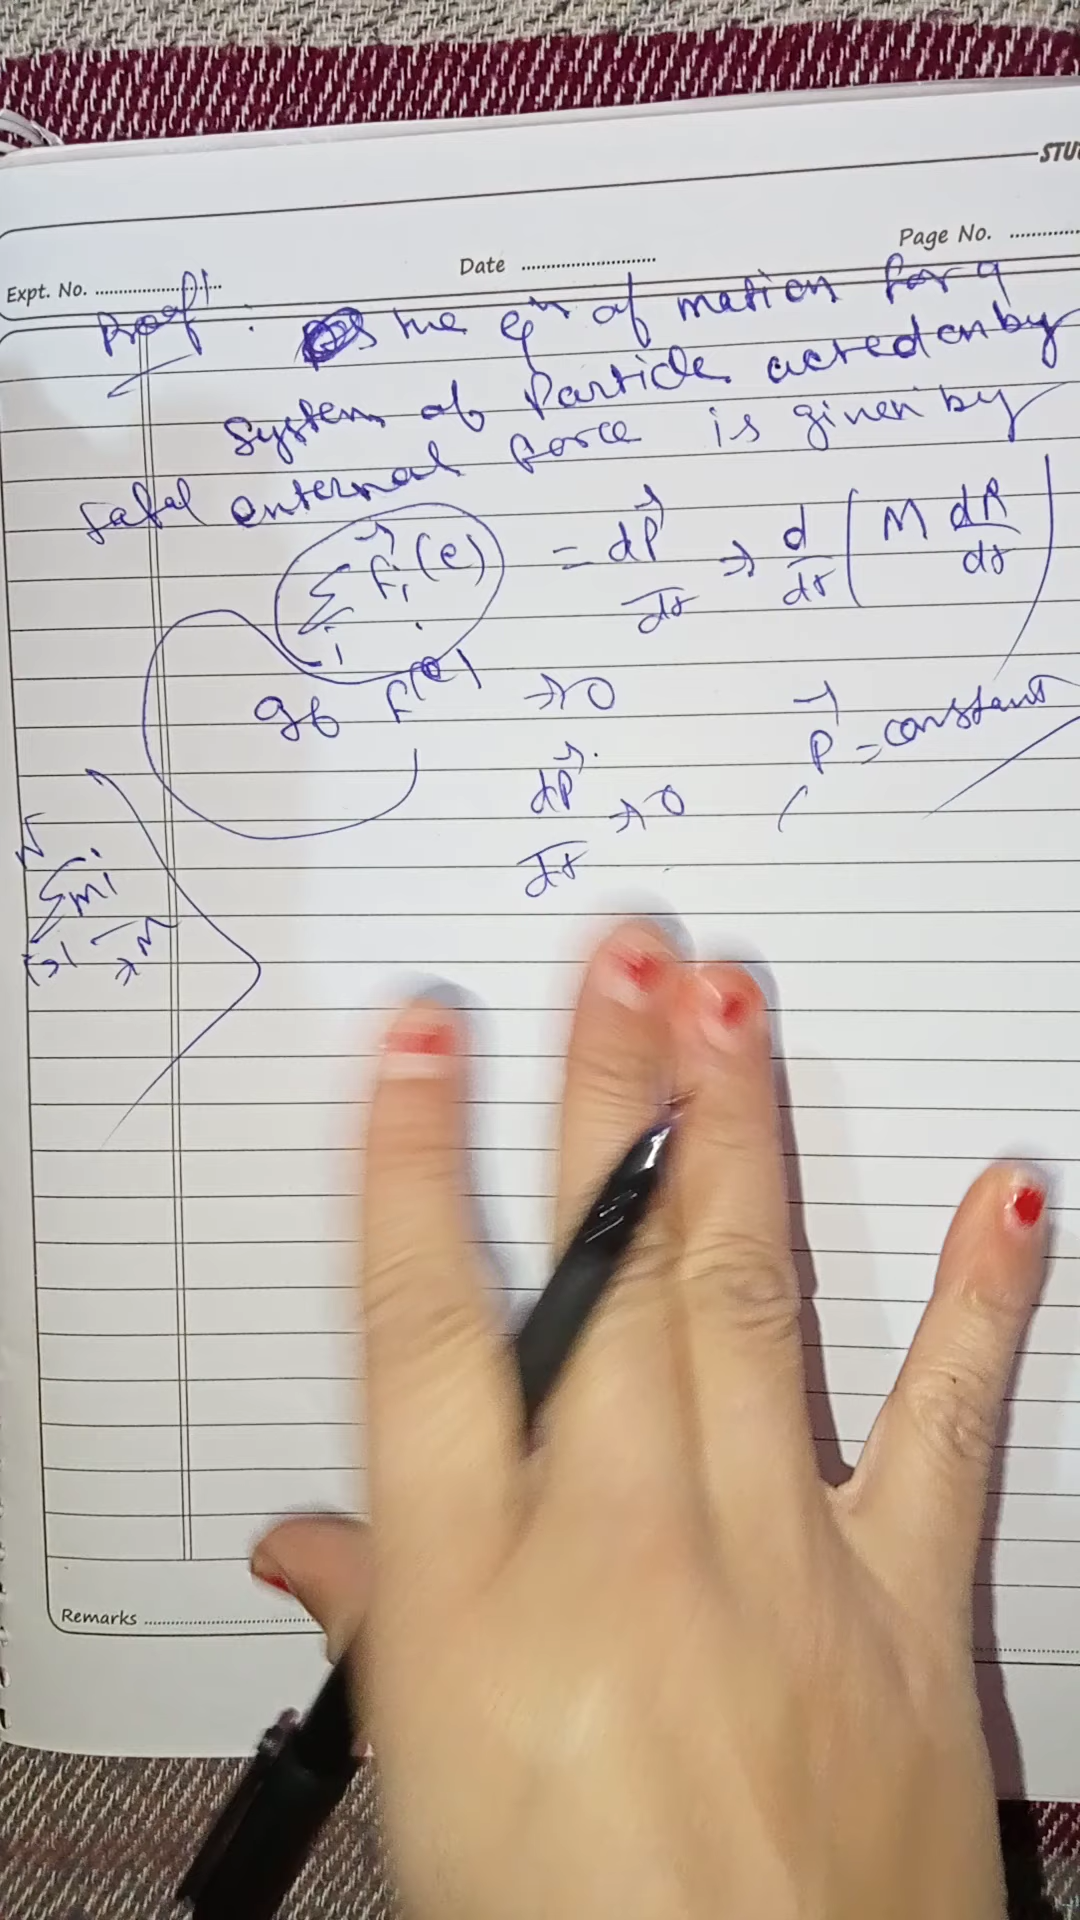 STU
Page No.
Date
Expt. No.
Proof: the eqn of motion for a
system of Particle acted on by
total external force is given by
∑ F⃗i (e) = dP⃗/dt ⇒ d/dt ( M dR/dt )
i
If F(e) → 0
P⃗ = constant
dP⃗/dt → 0
N
∑ mi
i=1 → M
Remarks